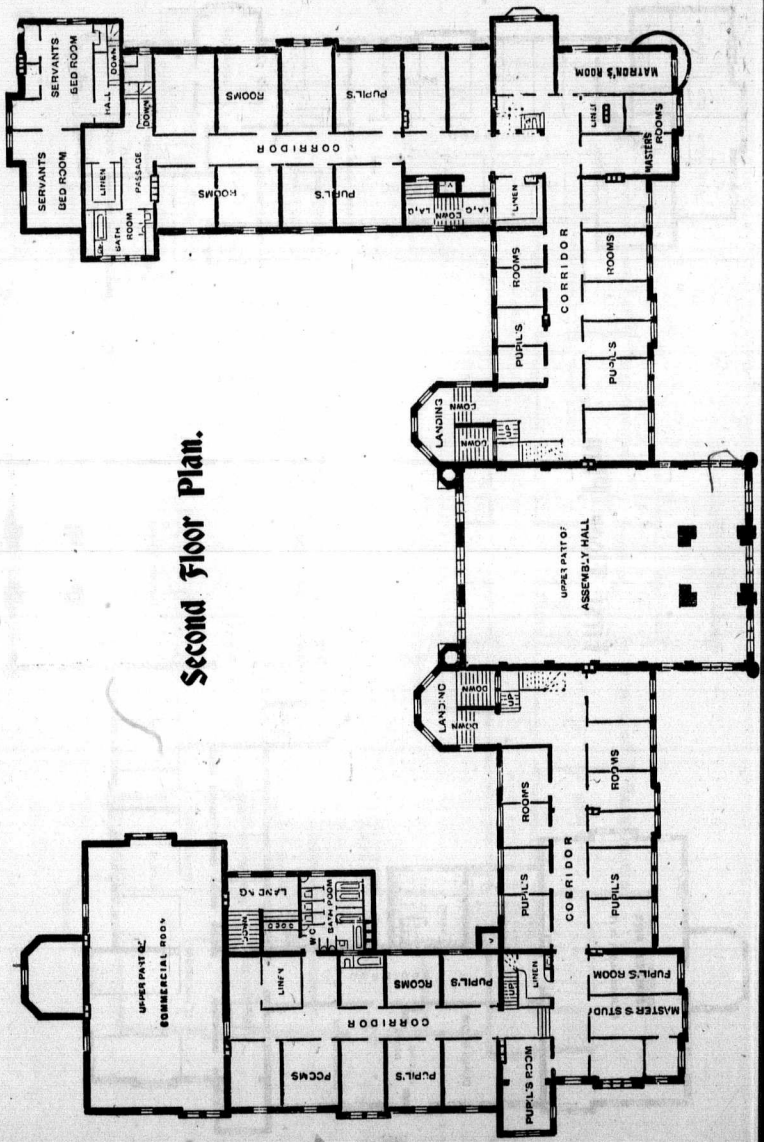 Second Floor Plan.
SERVANTS
BED ROOM
SERVANTS
BED ROOM
HALL
DOWN
DOWN
LINEN
PASSAGE
BATH
ROOM
ROOMS
PUPIL'S
CORRIDOR
ROOMS
PUPIL'S
DOWN
LINEN
MATRON'S ROOM
MASTER'S
ROOMS
ROOMS
PUPIL'S
CORRIDOR
ROOMS
PUPIL'S
LANDING
DOWN
DOWN
UP
UPPER PART OF
ASSEMBLY HALL
LANDING
DOWN
DOWN
UP
ROOMS
PUPIL'S
CORRIDOR
ROOMS
PUPIL'S
UPPER PART OF
COMMERCIAL ROOM
LANDING
DOWN
W C
BATH ROOM
LINEN
ROOMS
PUPIL'S
CORRIDOR
ROOMS
PUPIL'S
UP
LINEN
PUPIL'S ROOM
MASTER'S STUDY
PUPIL'S ROOM